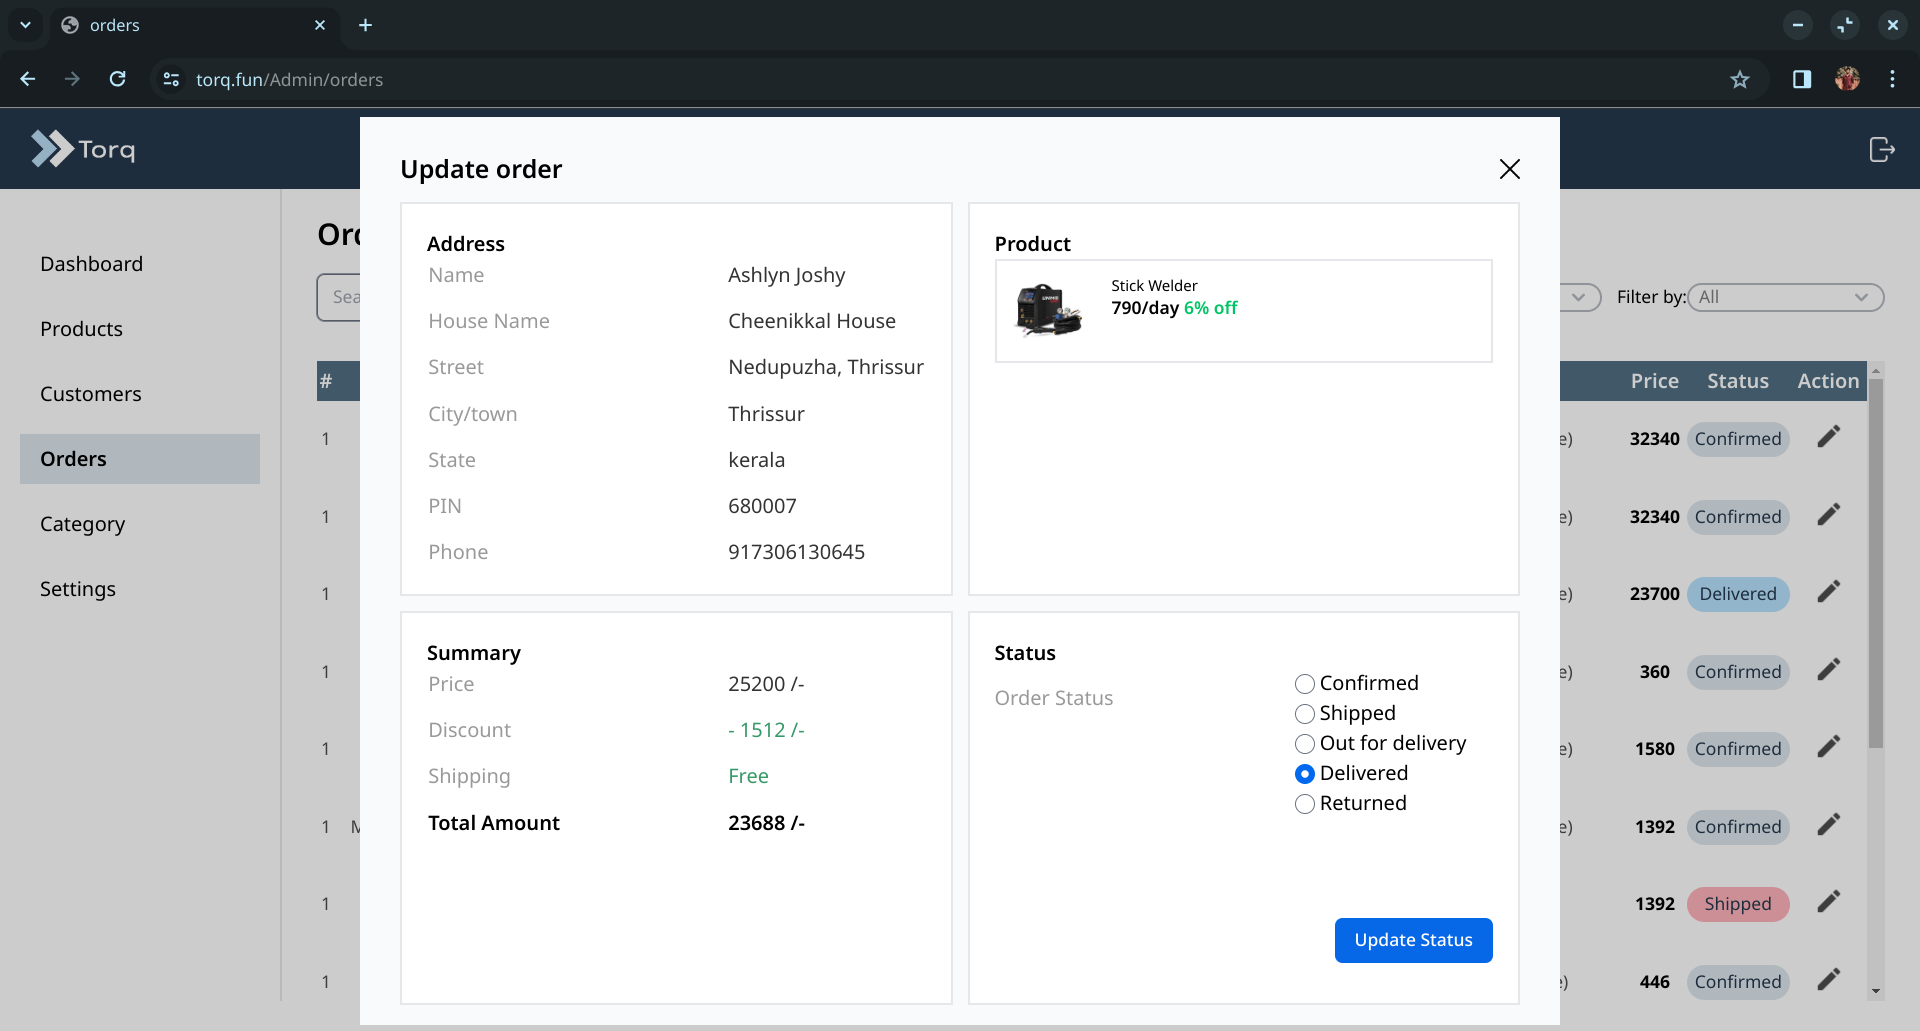 orders
torq.fun/Admin/orders
Torq
Dashboard
Products
Customers
Orders
Category
Settings
Filter by: All
#
Price Status Action
1 32340 Confirmed
1 32340 Confirmed
1 23700 Delivered
1 360 Confirmed
1 1580 Confirmed
1 1392 Confirmed
1 1392 Shipped
1 446 Confirmed
Update order
Address
Name Ashlyn Joshy
House Name Cheenikkal House
Street Nedupuzha, Thrissur
City/town Thrissur
State kerala
PIN 680007
Phone 917306130645
Product
Stick Welder
790/day 6% off
Summary
Price 25200 /-
Discount - 1512 /-
Shipping Free
Total Amount 23688 /-
Status
Order Status
Confirmed
Shipped
Out for delivery
Delivered
Returned
Update Status